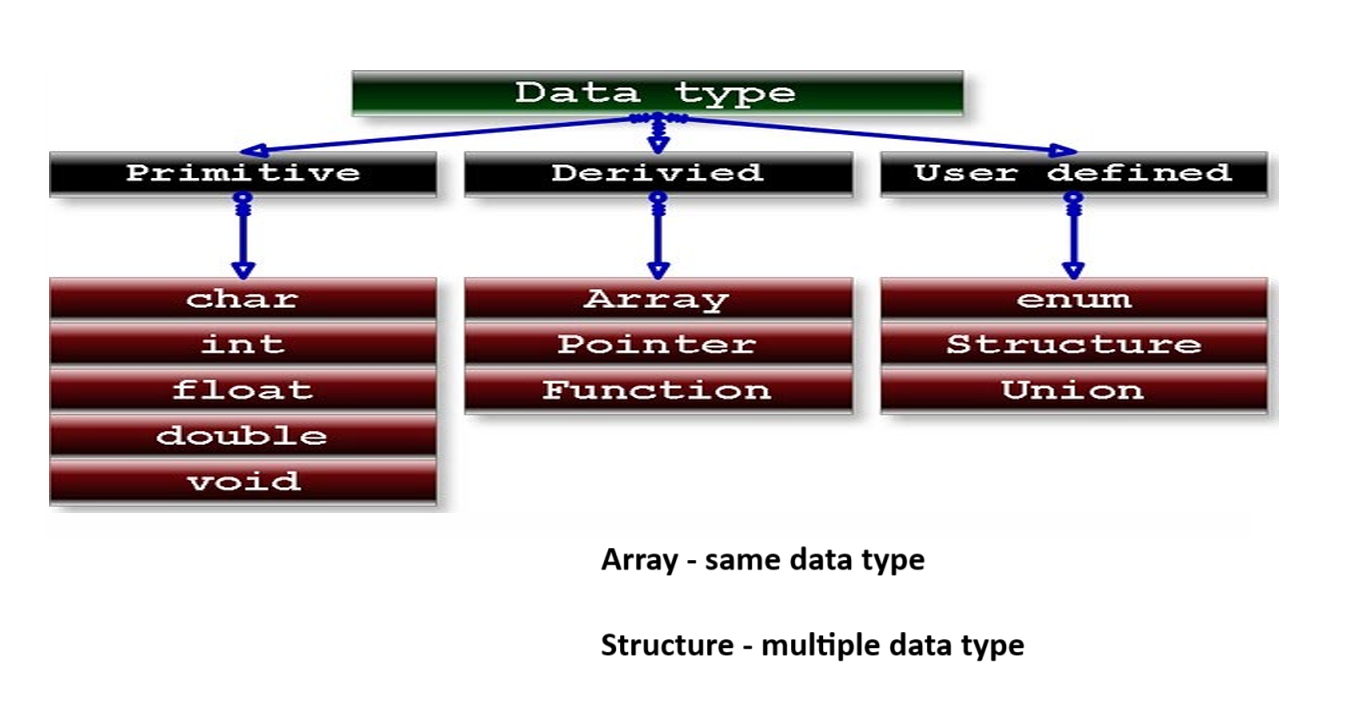 Data type
Primitive
Derivied
User defined
char
int
float
double
void
Array
Pointer
Function
enum
Structure
Union
Array - same data type
Structure - multiple data type